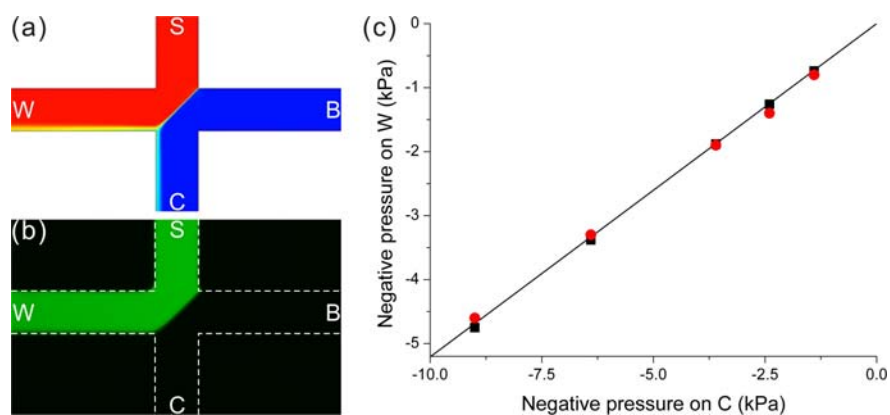 (a)
S
W
B
C
(b)
S
W
B
C
(c)
0
-1
-2
-3
-4
-5
Negative pressure on W (kPa)
-10.0
-7.5
-5.0
-2.5
0.0
Negative pressure on C (kPa)